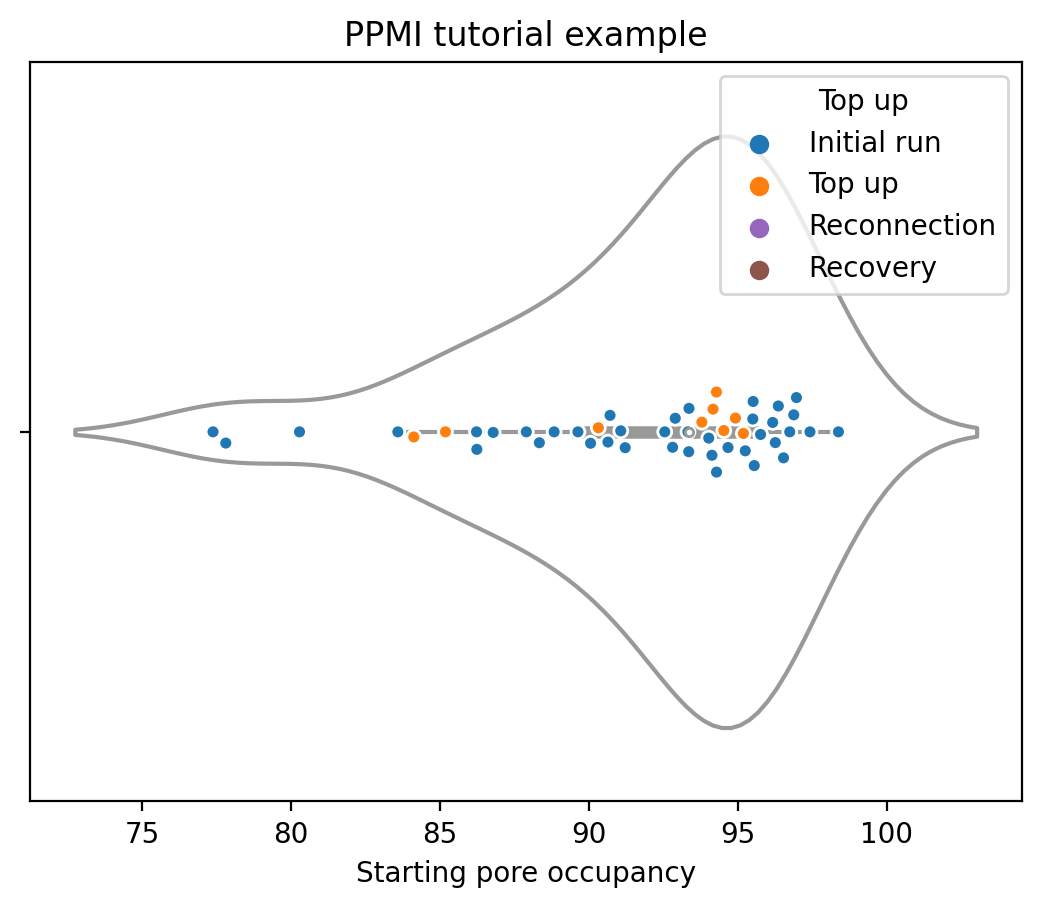 PPMI tutorial example
Top up
Initial run
Top up
Reconnection
Recovery
75 80 85 90 95 100
Starting pore occupancy